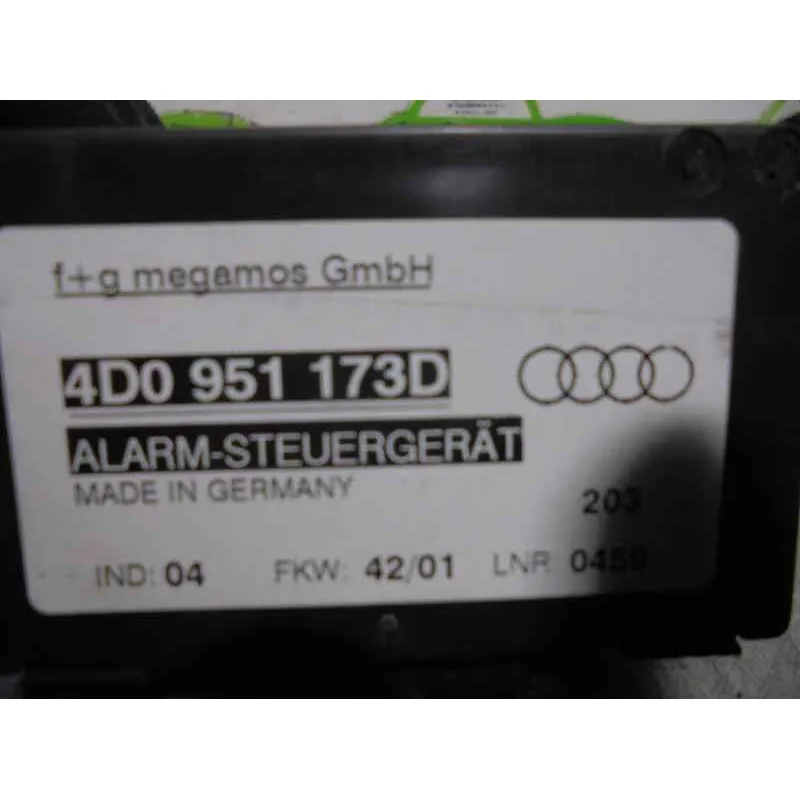 f+g megamos GmbH
4D0 951 173D
ALARM-STEUERGERÄT
MADE IN GERMANY
203
IND: 04 FKW: 42/01 LNR 0459